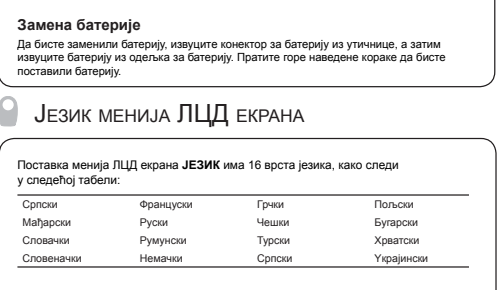 Замена батерије
Да бисте заменили батерију, извуците конектор за батерију из утичнице, а затим
извуците батерију из одељка за батерију. Пратите горе наведене кораке да бисте
поставили батерију.
Језик менија ЛЦД екрана
Поставка менија ЛЦД екрана ЈЕЗИК има 16 врста језика, како следи
у следећој табели:
Српски Француски Грчки Пољски
Мађарски Руски Чешки Бугарски
Словачки Румунски Турски Хрватски
Словеначки Немачки Српски Yкрајински